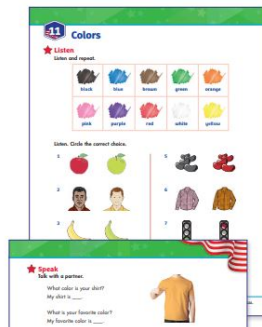 11
Colors
Listen
Listen and repeat.
black blue brown green orange
pink purple red white yellow
Listen. Circle the correct choice.
1 5
2 6
3 7
Speak
Talk with a partner.
What color is your shirt?
My shirt is ___.
What is your favorite color?
My favorite color is ___.